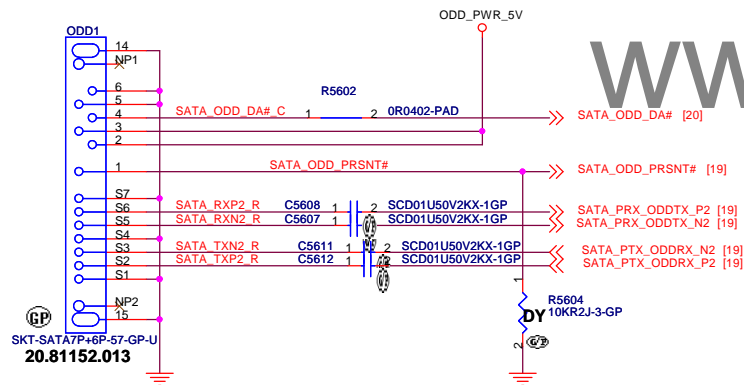 ODD1
ODD_PWR_5V
WW
14
NP1
6
5
R5602
4 SATA_ODD_DA#_C 1 2 0R0402-PAD SATA_ODD_DA# [20]
3
2
1 SATA_ODD_PRSNT# SATA_ODD_PRSNT# [19]
S7
S6 SATA_RXP2_R C5608 1 2 SCD01U50V2KX-1GP SATA_PRX_ODDTX_P2 [19]
S5 SATA_RXN2_R C5607 1 SCD01U50V2KX-1GP SATA_PRX_ODDTX_N2 [19]
S4
S3 SATA_TXN2_R C5611 1 2 SCD01U50V2KX-1GP SATA_PTX_ODDRX_N2 [19]
S2 SATA_TXP2_R C5612 1 SCD01U50V2KX-1GP SATA_PTX_ODDRX_P2 [19]
S1
1
NP2
R5604
GP
15
DY 10KR2J-3-GP
SKT-SATA7P+6P-57-GP-U
2 GP
20.81152.013